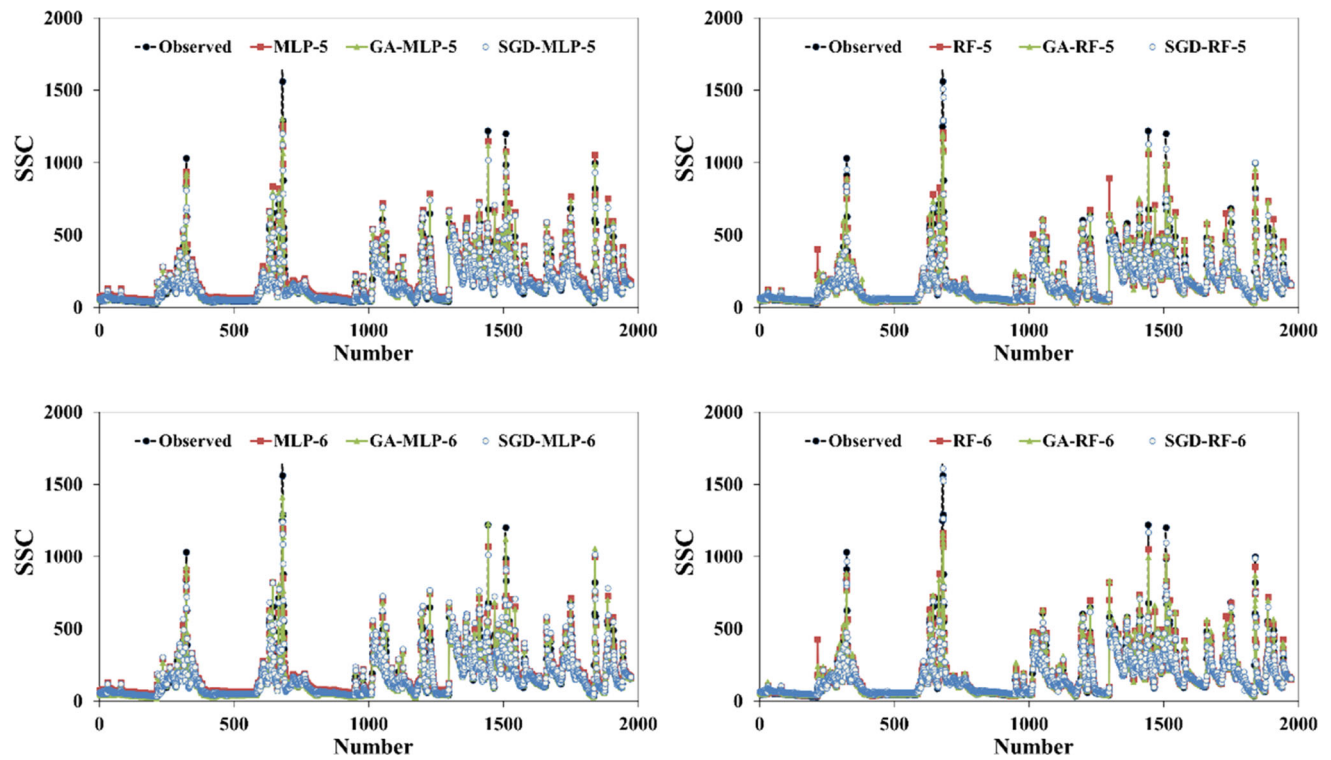 2000
Observed MLP-5 GA-MLP-5 SGD-MLP-5
1500
SSC
1000
500
0
0 500 1000 1500 2000
Number
2000
Observed RF-5 GA-RF-5 SGD-RF-5
1500
SSC
1000
500
0
0 500 1000 1500 2000
Number
2000
Observed MLP-6 GA-MLP-6 SGD-MLP-6
1500
SSC
1000
500
0
0 500 1000 1500 2000
Number
2000
Observed RF-6 GA-RF-6 SGD-RF-6
1500
SSC
1000
500
0
0 500 1000 1500 2000
Number